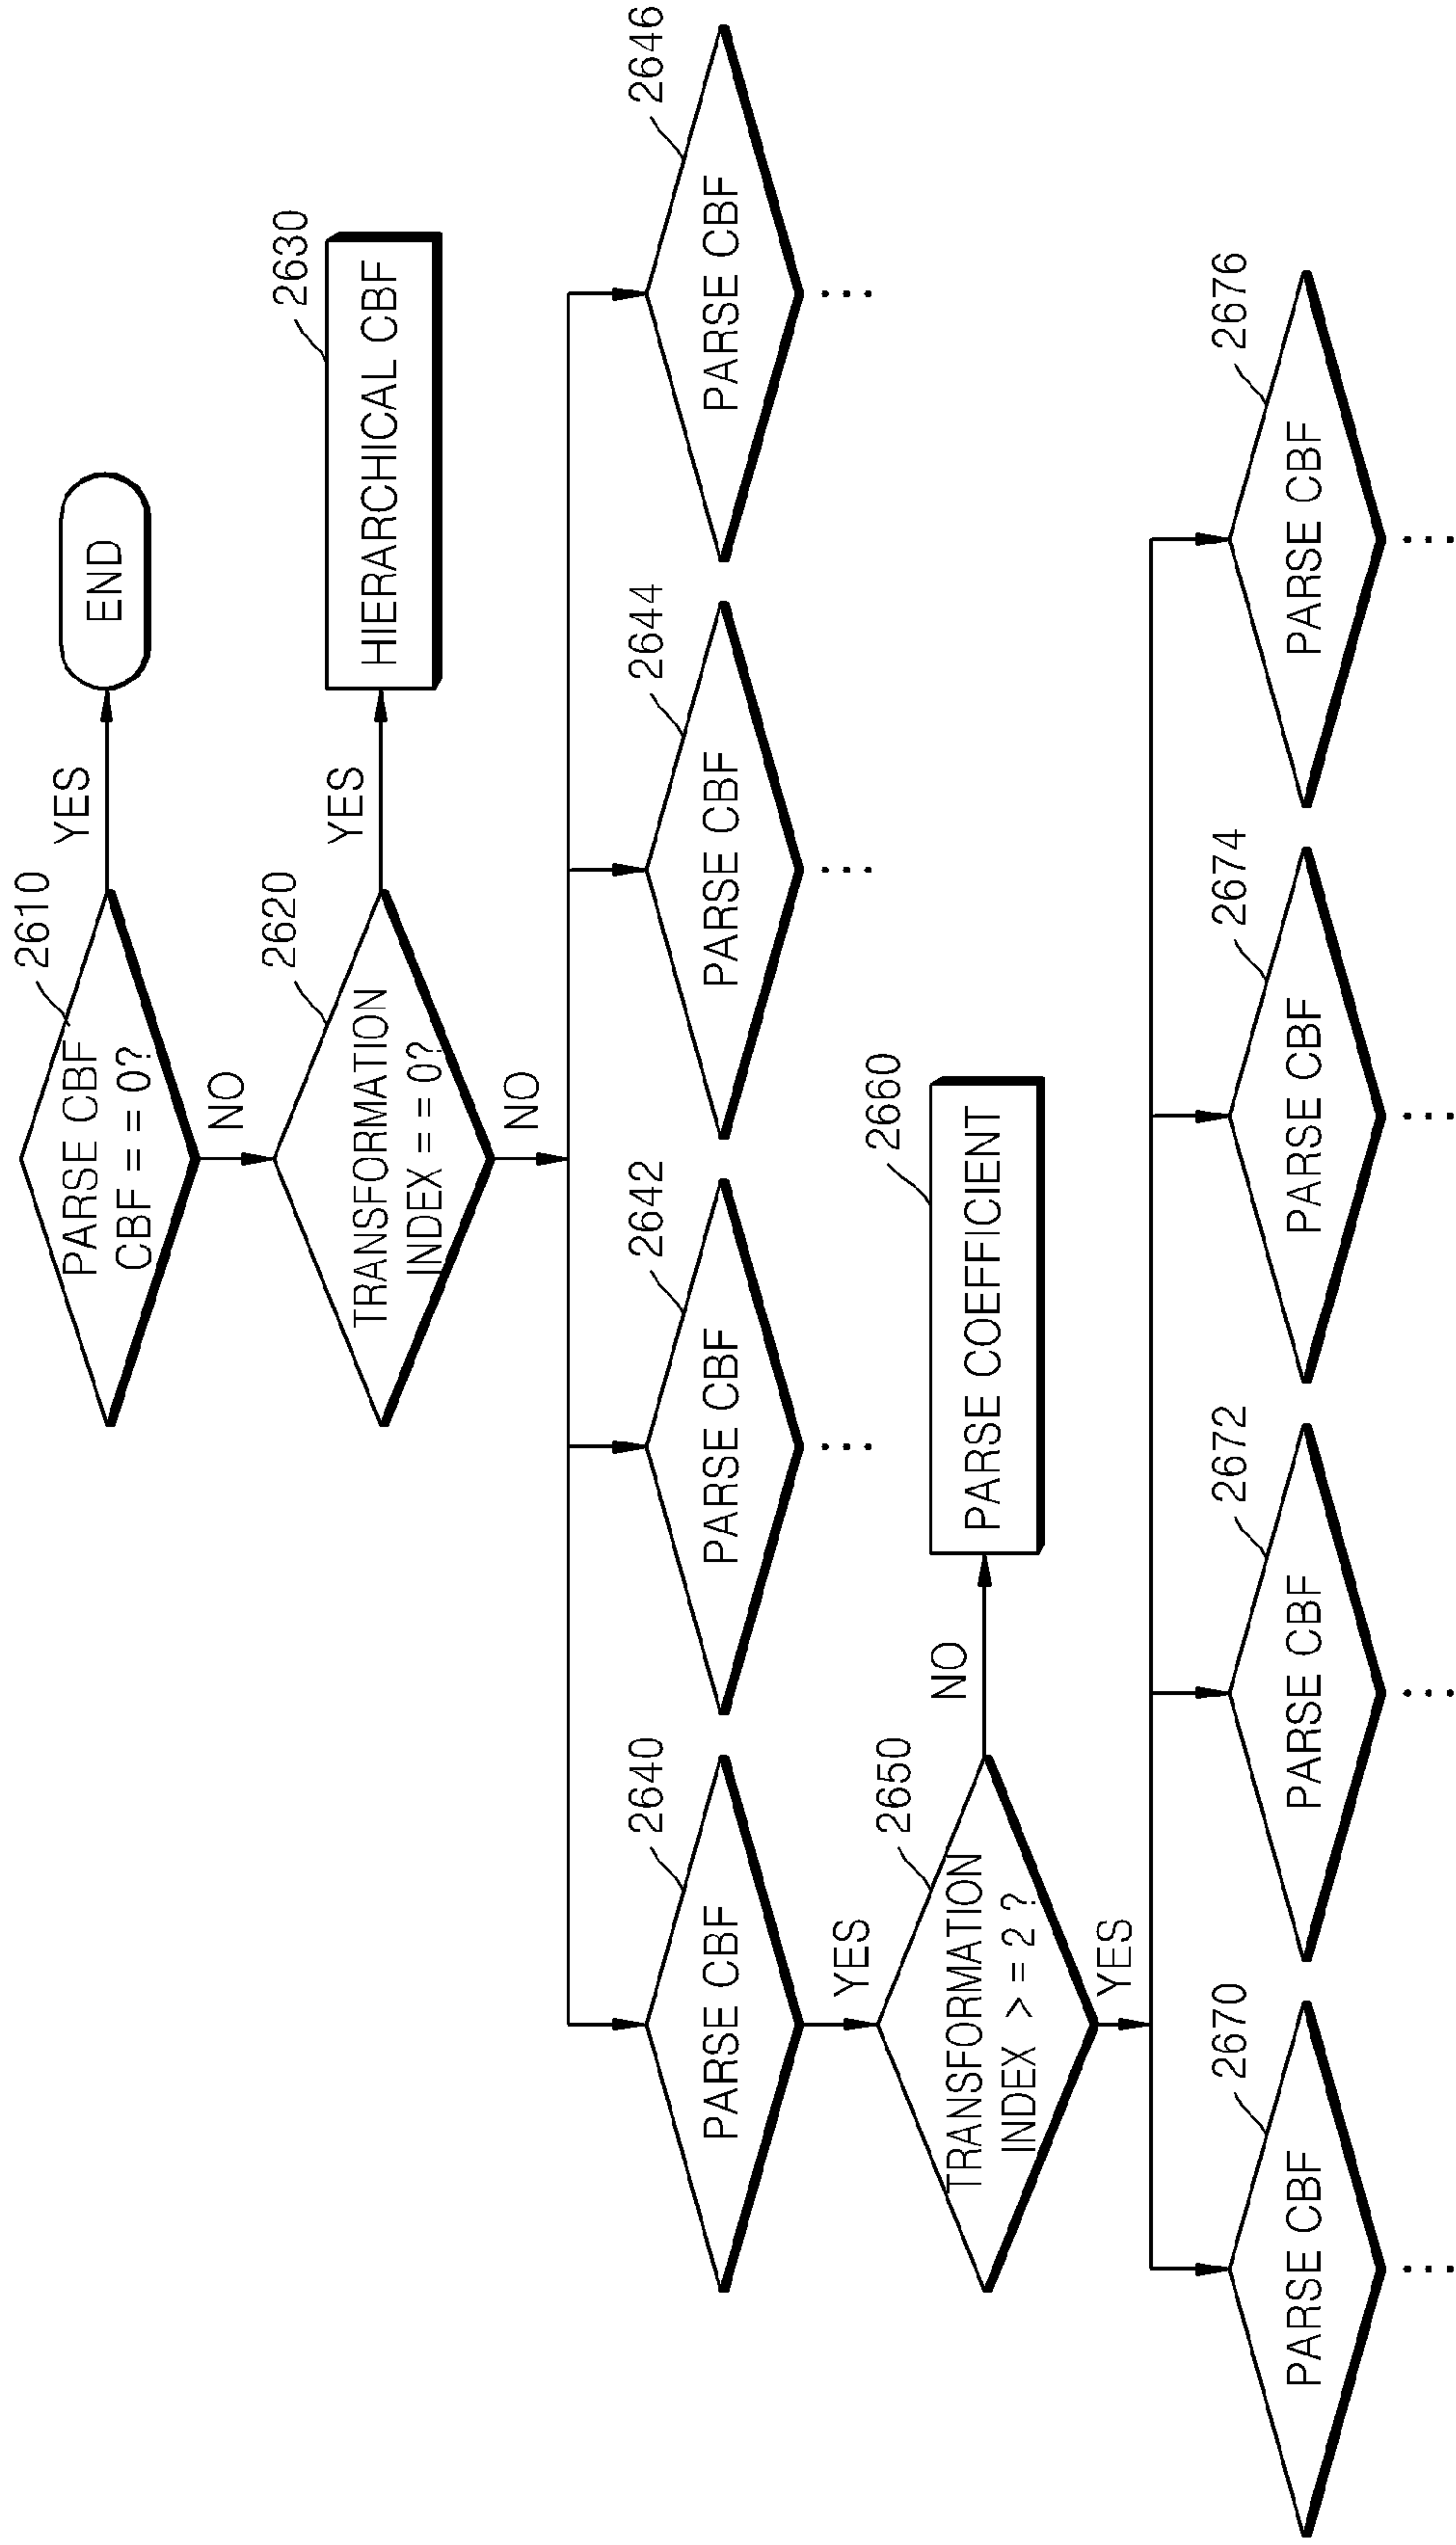 2610
PARSE CBF
CBF = = 0?
YES
END
NO
2620
TRANSFORMATION
INDEX = = 0?
YES
2630
HIERARCHICAL CBF
NO
2640
PARSE CBF
2642
PARSE CBF
2644
PARSE CBF
2646
PARSE CBF
...
...
...
YES
2650
TRANSFORMATION
INDEX > = 2 ?
NO
2660
PARSE COEFFICIENT
YES
2670
PARSE CBF
2672
PARSE CBF
2674
PARSE CBF
2676
PARSE CBF
...
...
...
...